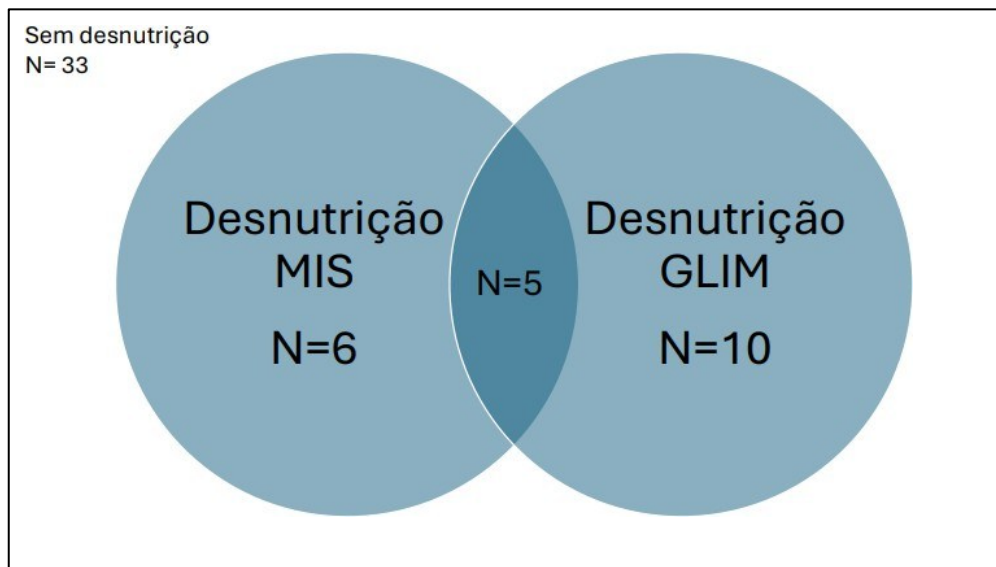 Sem desnutrição
N= 33
Desnutrição
MIS
N=6
N=5
Desnutrição
GLIM
N=10